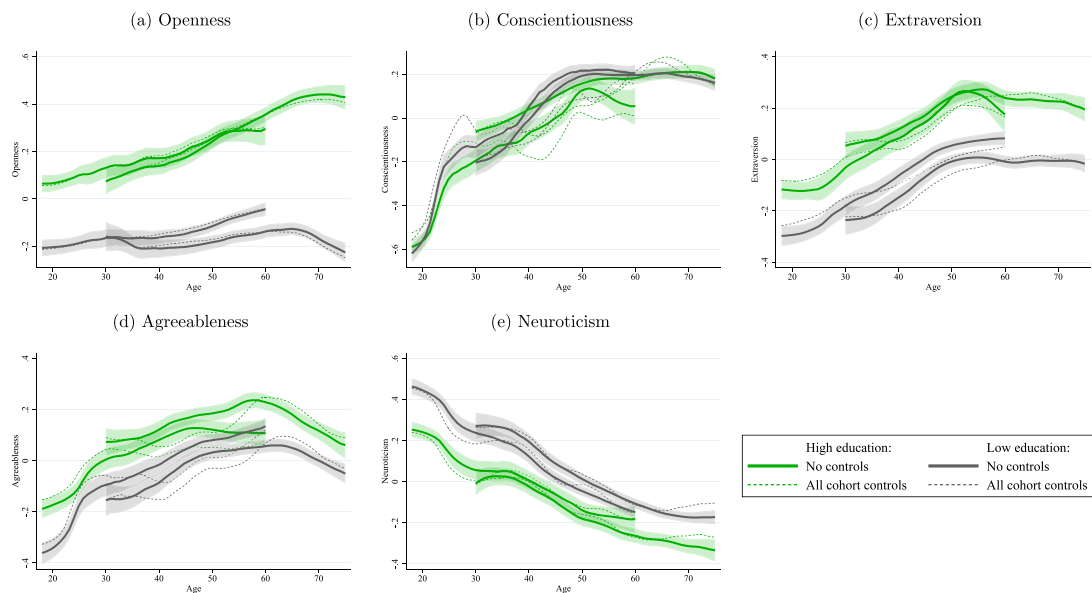 (a) Openness
(b) Conscientiousness
(c) Extraversion
.6
.4
.2
0
-.2
Openness
20 30 40 50 60 70
Age
.2
0
-.2
-.4
-.6
Conscientiousness
20 30 40 50 60 70
Age
.4
.2
0
-.2
-.4
Extraversion
20 30 40 50 60 70
Age
(d) Agreeableness
(e) Neuroticism
.4
.2
0
-.2
-.4
Agreeableness
20 30 40 50 60 70
Age
.6
.4
.2
0
-.2
-.4
Neuroticism
20 30 40 50 60 70
Age
High education: Low education:
No controls No controls
All cohort controls All cohort controls